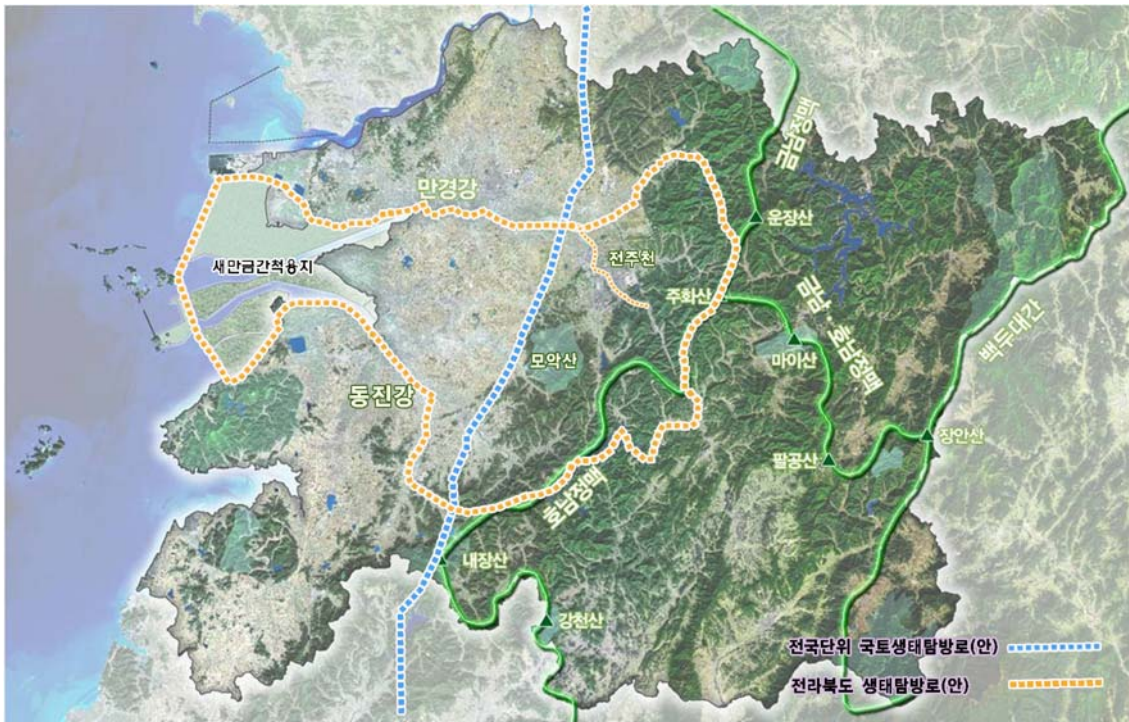 금남정맥
만경강
운장산
전주천
새만금간척용지
주화산
금남·호남정맥
마이산
백두대간
모악산
동진강
장안산
팔공산
호남정맥
내장산
강천산
전국단위 국토생태탐방로(안)
전라북도 생태탐방로(안)